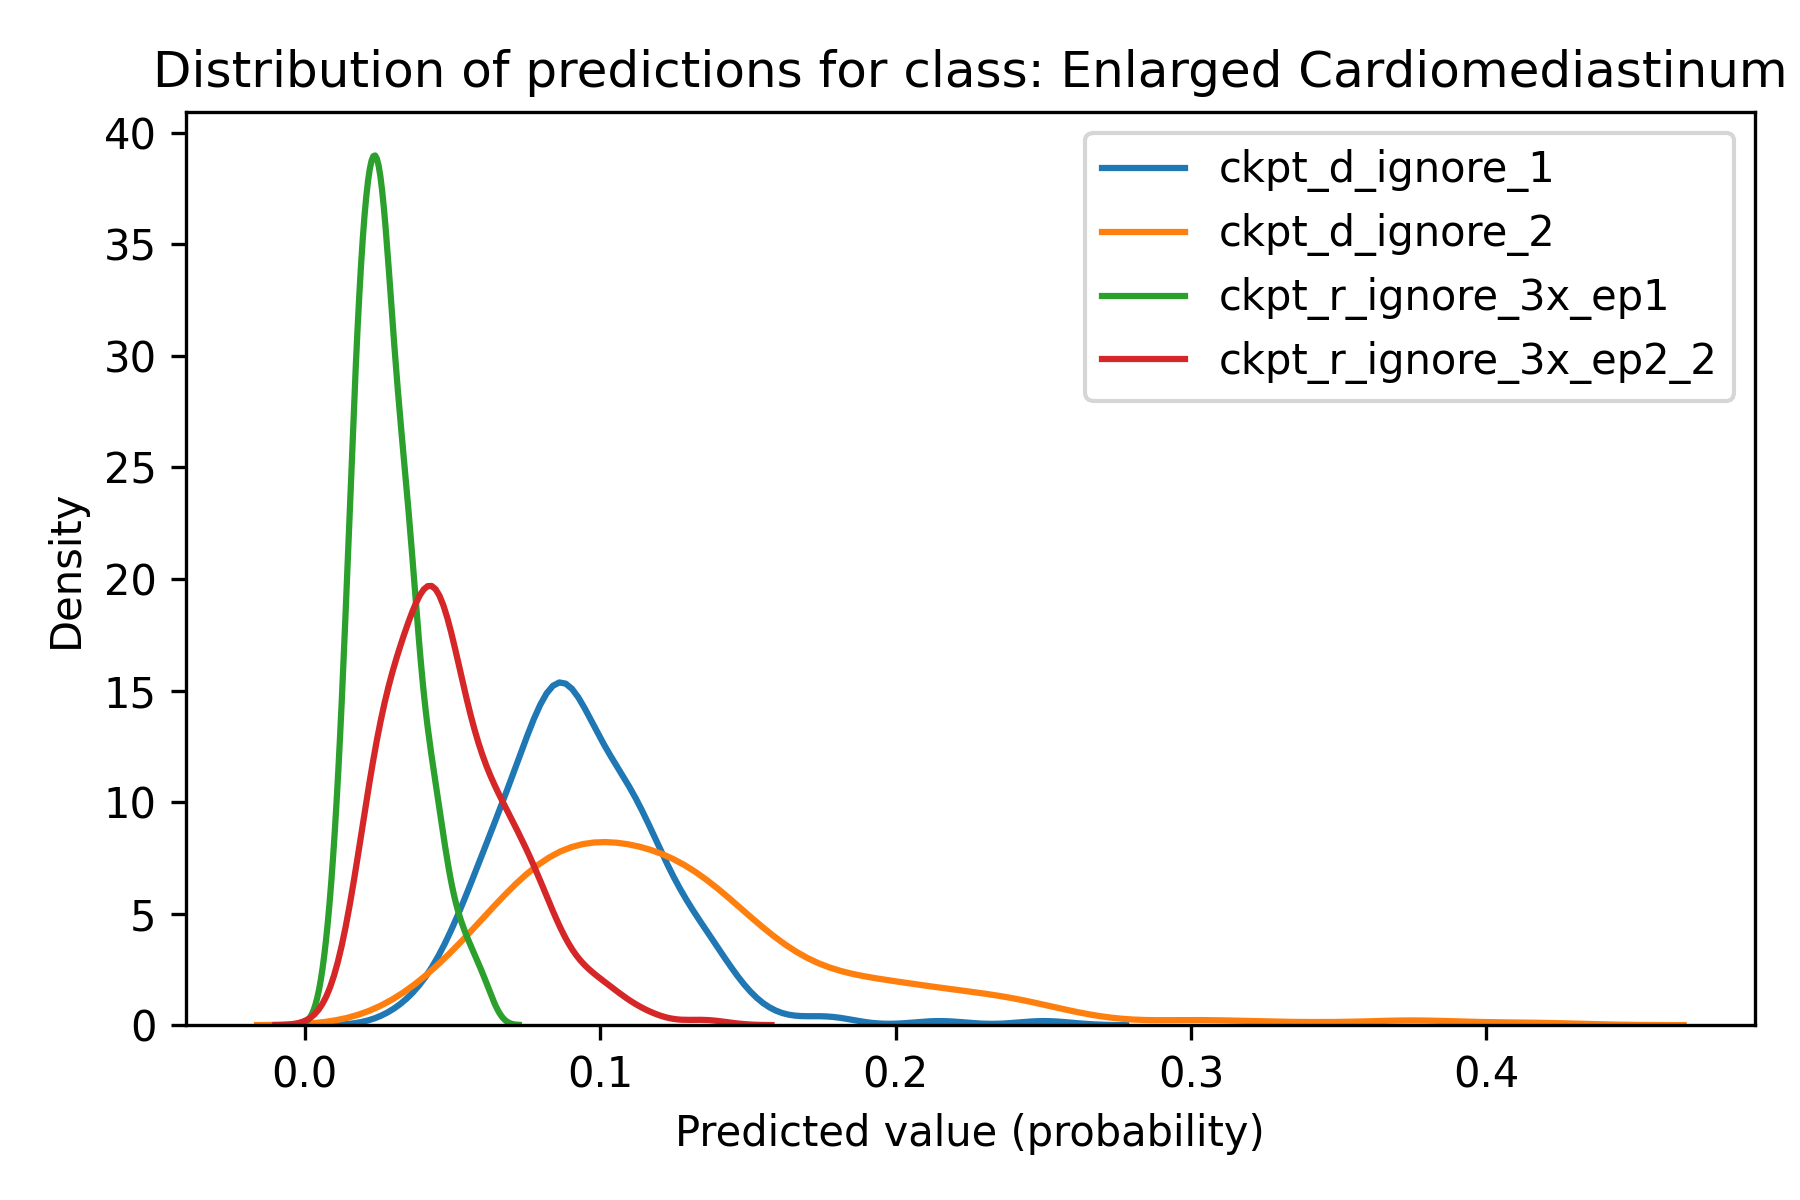 Distribution of predictions for class: Enlarged Cardiomediastinum
40
35
30
25
20
15
10
5
0
Density
ckpt_d_ignore_1
ckpt_d_ignore_2
ckpt_r_ignore_3x_ep1
ckpt_r_ignore_3x_ep2_2
0.0 0.1 0.2 0.3 0.4
Predicted value (probability)